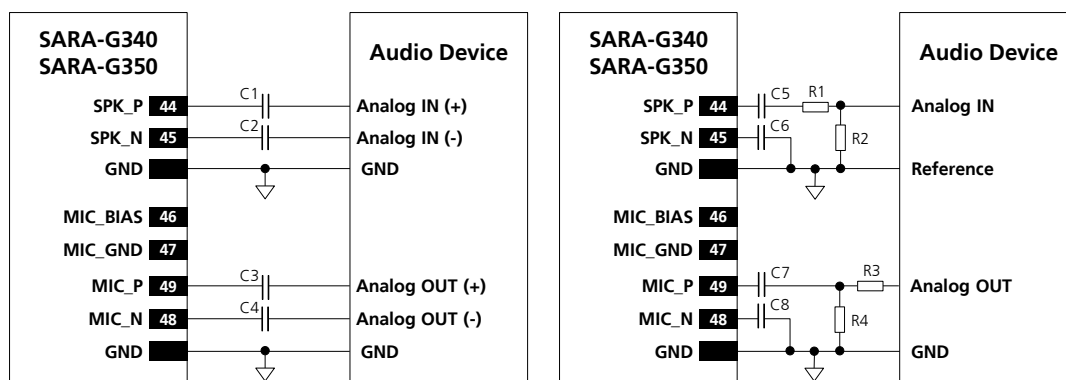 SARA-G340
SARA-G350
Audio Device
SPK_P 44 C1 Analog IN (+)
SPK_N 45 C2 Analog IN (-)
GND GND
MIC_BIAS 46
MIC_GND 47
MIC_P 49 C3 Analog OUT (+)
MIC_N 48 C4 Analog OUT (-)
GND
SARA-G340
SARA-G350
Audio Device
SPK_P 44 C5 R1 Analog IN
SPK_N 45 C6 R2
GND Reference
MIC_BIAS 46
MIC_GND 47
MIC_P 49 C7 R3 Analog OUT
MIC_N 48 C8 R4
GND GND